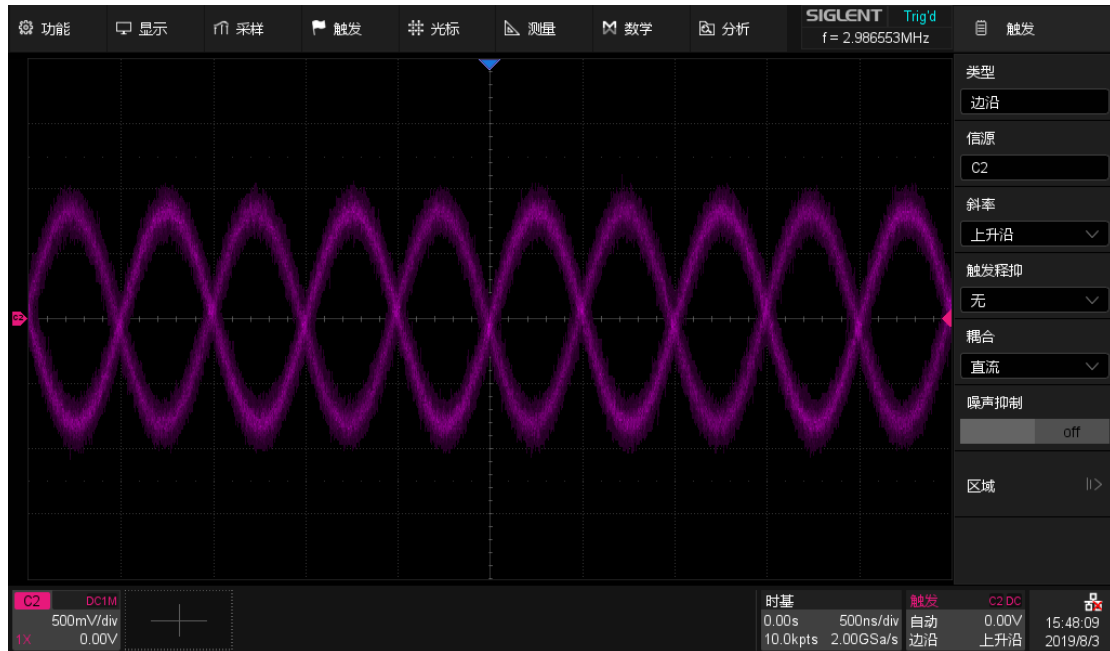 功能 显示 采样 触发 光标 测量 数学 分析
SIGLENT Trig'd
f = 2.986553MHz
触发
类型
边沿
信源
C2
斜率
上升沿
触发释抑
无
耦合
直流
噪声抑制
off
区域
C2
C2 DC1M
500mV/div
1X 0.00V
时基
0.00s 500ns/div
10.0kpts 2.00GSa/s
触发 C2 DC
自动 0.00V
边沿 上升沿
15:48:09
2019/8/3